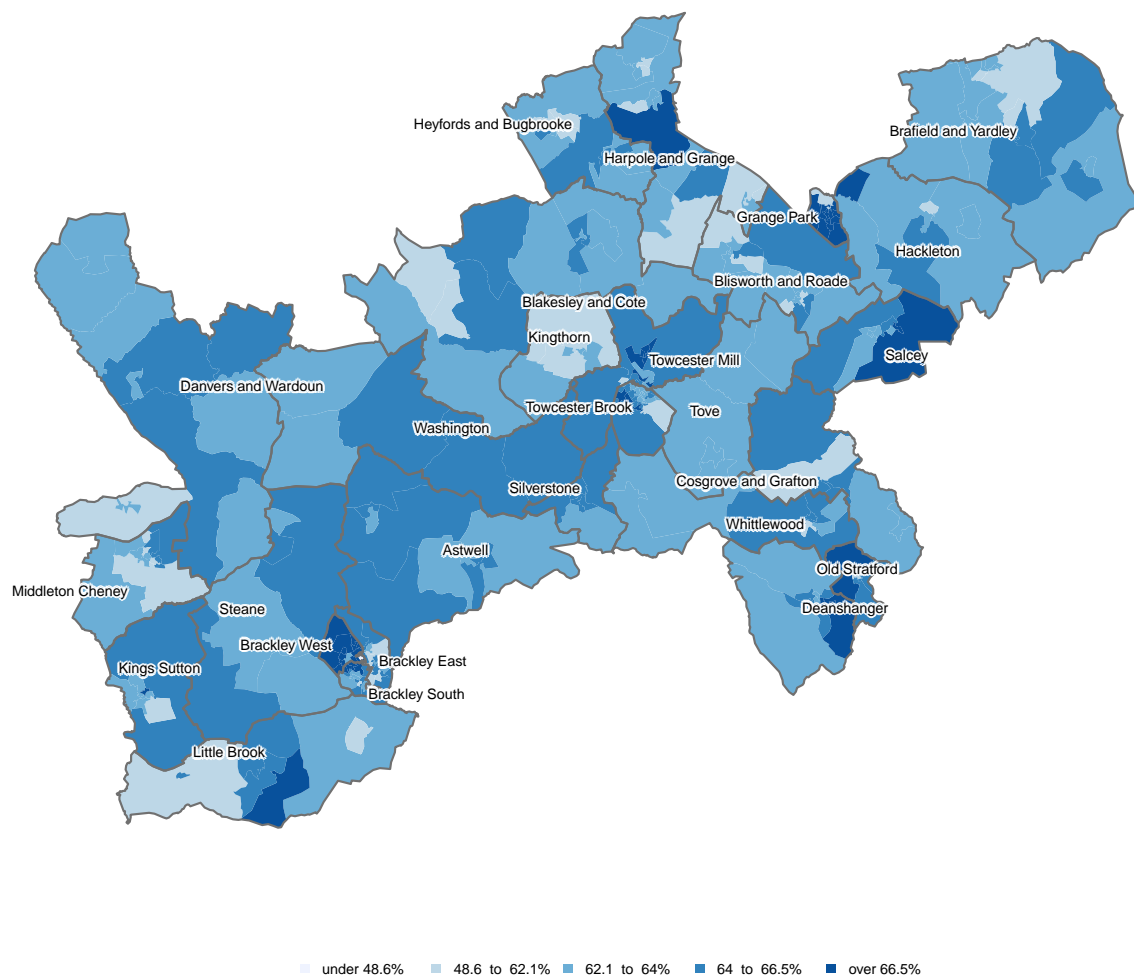 Heyfords and Bugbrooke
Brafield and Yardley
Harpole and Grange
Grange Park
Hackleton
Blisworth and Roade
Blakesley and Cote
Kingthorn
Towcester Mill
Salcey
Danvers and Wardoun
Towcester Brook
Tove
Washington
Cosgrove and Grafton
Silverstone
Whittlewood
Astwell
Old Stratford
Middleton Cheney
Steane
Deanshanger
Brackley West
Brackley East
Kings Sutton
Brackley South
Little Brook
under 48.6% 48.6 to 62.1% 62.1 to 64% 64 to 66.5% over 66.5%